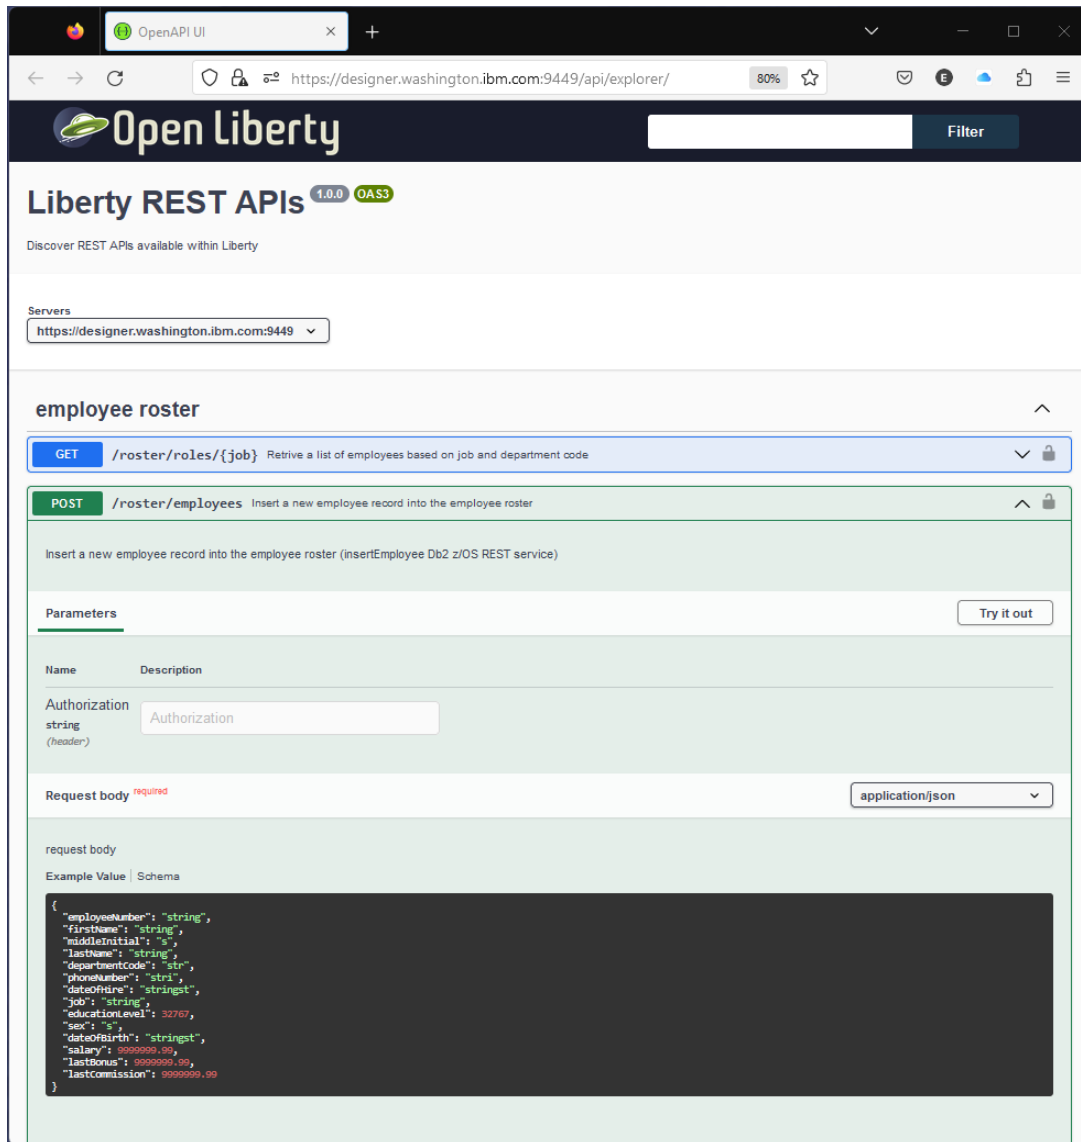 OpenAPI UI
https://designer.washington.ibm.com:9449/api/explorer/ 80%
Open Liberty
Filter
Liberty REST APIs 1.0.0 OAS3
Discover REST APIs available within Liberty
Servers
https://designer.washington.ibm.com:9449
employee roster
GET /roster/roles/{job} Retrive a list of employees based on job and department code
POST /roster/employees Insert a new employee record into the employee roster
Insert a new employee record into the employee roster (insertEmployee Db2 z/OS REST service)
Parameters
Try it out
Name Description
Authorization
string
(header)
Authorization
Request body required
application/json
request body
Example Value Schema
{
"employeeNumber": "string",
"firstName": "string",
"middleInitial": "s",
"lastName": "string",
"departmentCode": "str",
"phoneNumber": "stri",
"dateOfHire": "stringst",
"job": "string",
"educationLevel": 32767,
"sex": "s",
"dateOfBirth": "stringst",
"salary": 9999999.99,
"lastBonus": 9999999.99,
"lastCommission": 9999999.99
}